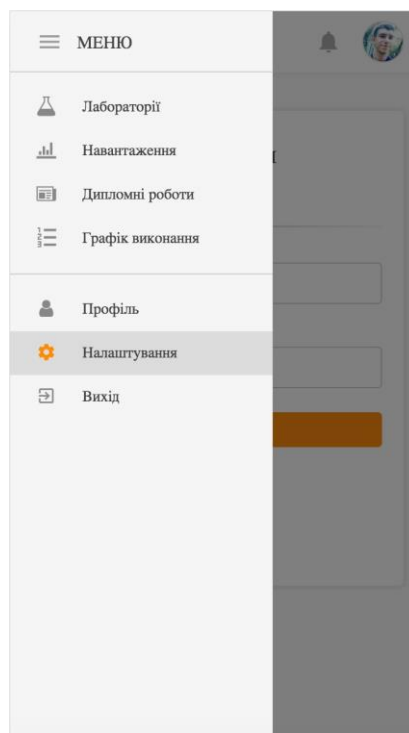 МЕНЮ
Лабораторії
Навантаження
Дипломні роботи
Графік виконання
Профіль
Налаштування
Вихід